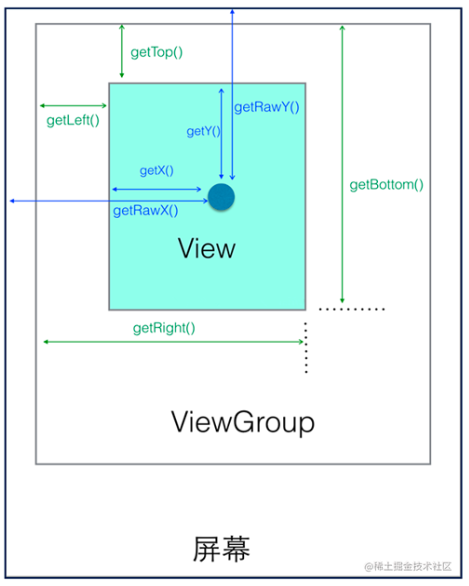 getTop()
getRawY()
getLeft()
getY()
getX()
getBottom()
getRawX()
View
getRight()
ViewGroup
屏幕
@稀土掘金技术社区